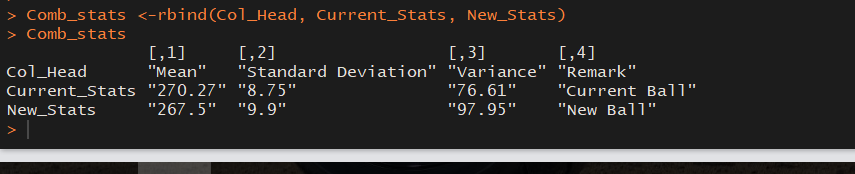 > Comb_stats <-rbind(Col_Head, Current_Stats, New_Stats)
> Comb_stats
              [,1]     [,2]                 [,3]       [,4]
Col_Head      "Mean"   "Standard Deviation" "Variance" "Remark"
Current_Stats "270.27" "8.75"               "76.61"    "Current Ball"
New_Stats     "267.5"  "9.9"                "97.95"    "New Ball"
>